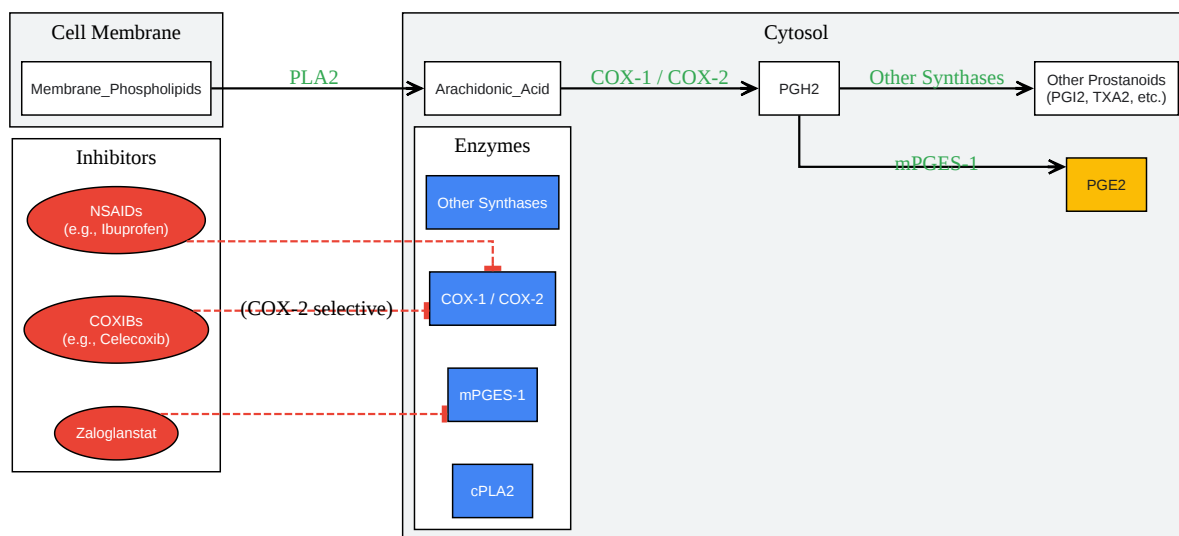 Cell Membrane
Cytosol
Membrane_Phospholipids
PLA2
Arachidonic_Acid
COX-1 / COX-2
PGH2
Other Synthases
Other Prostanoids
(PGI2, TXA2, etc.)
mPGES-1
PGE2
Inhibitors
NSAIDs
(e.g., Ibuprofen)
(COX-2 selective)
COXIBs
(e.g., Celecoxib)
Zaloglanstat
Enzymes
Other Synthases
COX-1 / COX-2
mPGES-1
cPLA2